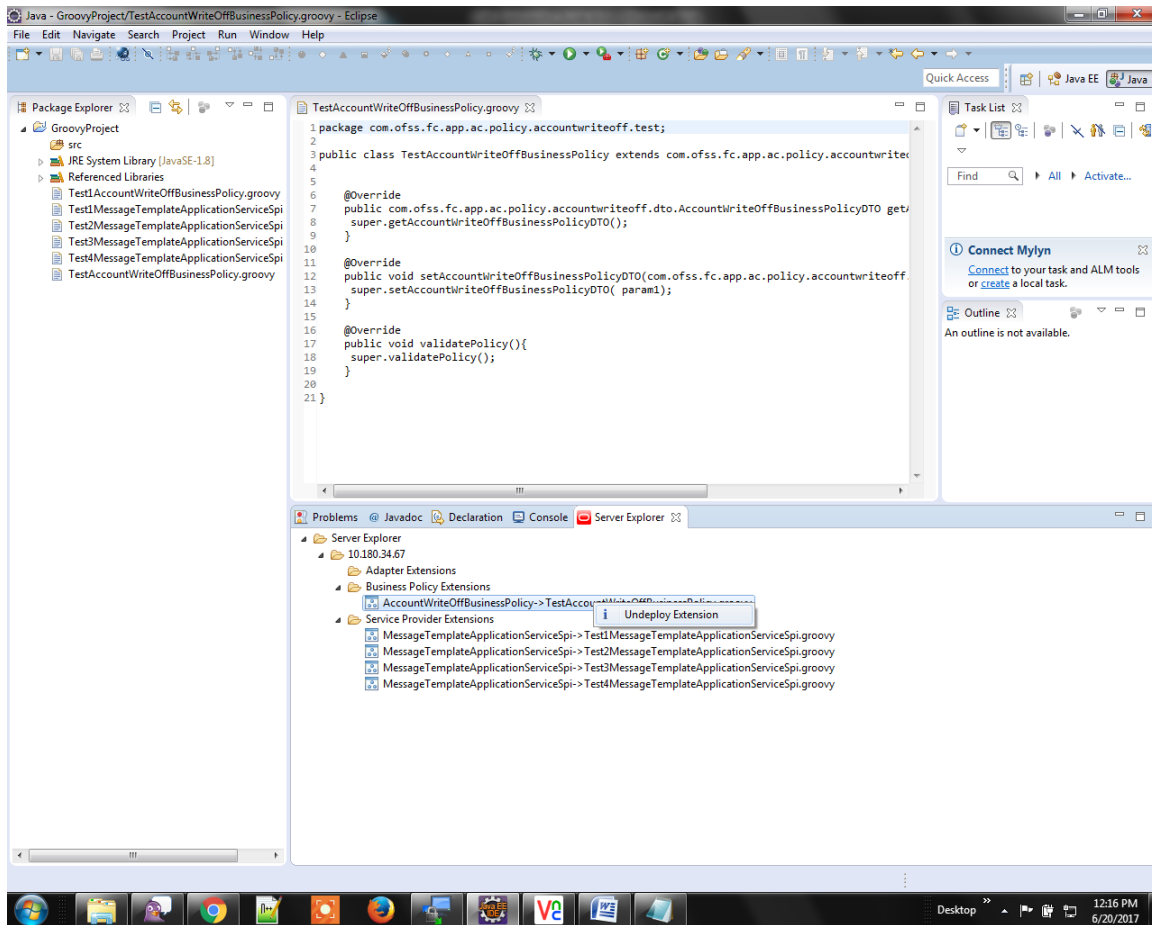 Java - GroovyProject/TestAccountWriteOffBusinessPolicy.groovy - Eclipse
File Edit Navigate Search Project Run Window Help
Quick Access
Java EE
Java
Package Explorer
GroovyProject
src
JRE System Library [JavaSE-1.8]
Referenced Libraries
Test1AccountWriteOffBusinessPolicy.groovy
Test1MessageTemplateApplicationServiceSpi
Test2MessageTemplateApplicationServiceSpi
Test3MessageTemplateApplicationServiceSpi
Test4MessageTemplateApplicationServiceSpi
TestAccountWriteOffBusinessPolicy.groovy
TestAccountWriteOffBusinessPolicy.groovy
1 package com.ofss.fc.app.ac.policy.accountwriteoff.test;
2
3 public class TestAccountWriteOffBusinessPolicy extends com.ofss.fc.app.ac.policy.accountwriteo
4
5
6 @Override
7 public com.ofss.fc.app.ac.policy.accountwriteoff.dto.AccountWriteOffBusinessPolicyDTO getA
8 super.getAccountWriteOffBusinessPolicyDTO();
9 }
10
11 @Override
12 public void setAccountWriteOffBusinessPolicyDTO(com.ofss.fc.app.ac.policy.accountwriteoff.
13 super.setAccountWriteOffBusinessPolicyDTO( param1);
14 }
15
16 @Override
17 public void validatePolicy(){
18 super.validatePolicy();
19 }
20
21 }
Task List
Find
All
Activate...
Connect Mylyn
Connect to your task and ALM tools
or create a local task.
Outline
An outline is not available.
Problems @ Javadoc Declaration Console Server Explorer
Server Explorer
10.180.34.67
Adapter Extensions
Business Policy Extensions
AccountWriteOffBusinessPolicy->TestAccountWriteOffBusinessPolicy.groovy
Undeploy Extension
Service Provider Extensions
MessageTemplateApplicationServiceSpi->Test1MessageTemplateApplicationServiceSpi.groovy
MessageTemplateApplicationServiceSpi->Test2MessageTemplateApplicationServiceSpi.groovy
MessageTemplateApplicationServiceSpi->Test3MessageTemplateApplicationServiceSpi.groovy
MessageTemplateApplicationServiceSpi->Test4MessageTemplateApplicationServiceSpi.groovy
Desktop
12:16 PM
6/20/2017